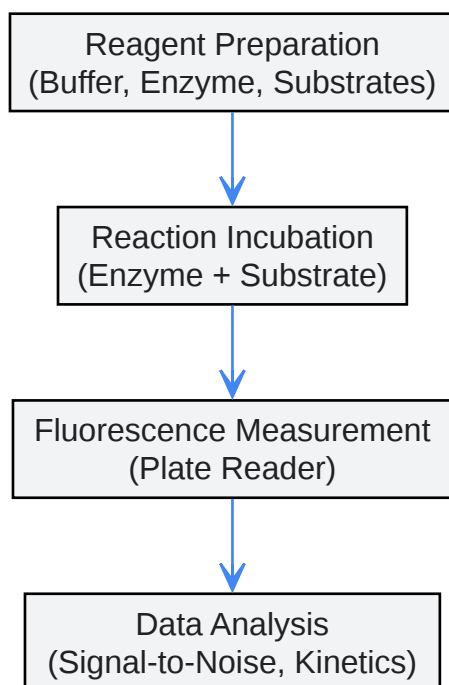 Reagent Preparation
(Buffer, Enzyme, Substrates)
Reaction Incubation
(Enzyme + Substrate)
Fluorescence Measurement
(Plate Reader)
Data Analysis
(Signal-to-Noise, Kinetics)